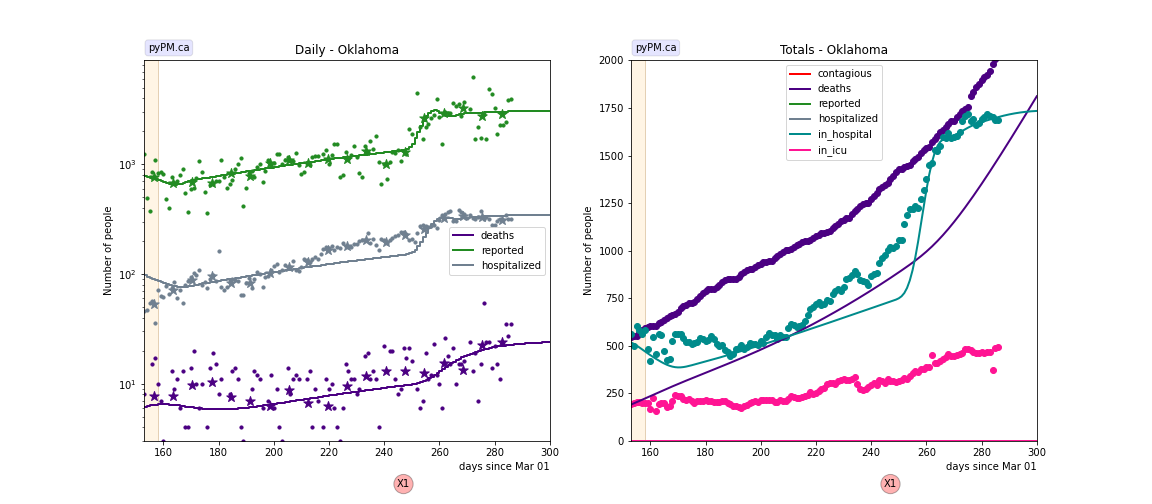 pyPM.ca
Daily - Oklahoma
Number of people
10³
10²
10¹
deaths
reported
hospitalized
160 180 200 220 240 260 280 300
days since Mar 01
X1
pyPM.ca
Totals - Oklahoma
Number of people
2000
1750
1500
1250
1000
750
500
250
0
contagious
deaths
reported
hospitalized
in_hospital
in_icu
160 180 200 220 240 260 280 300
days since Mar 01
X1